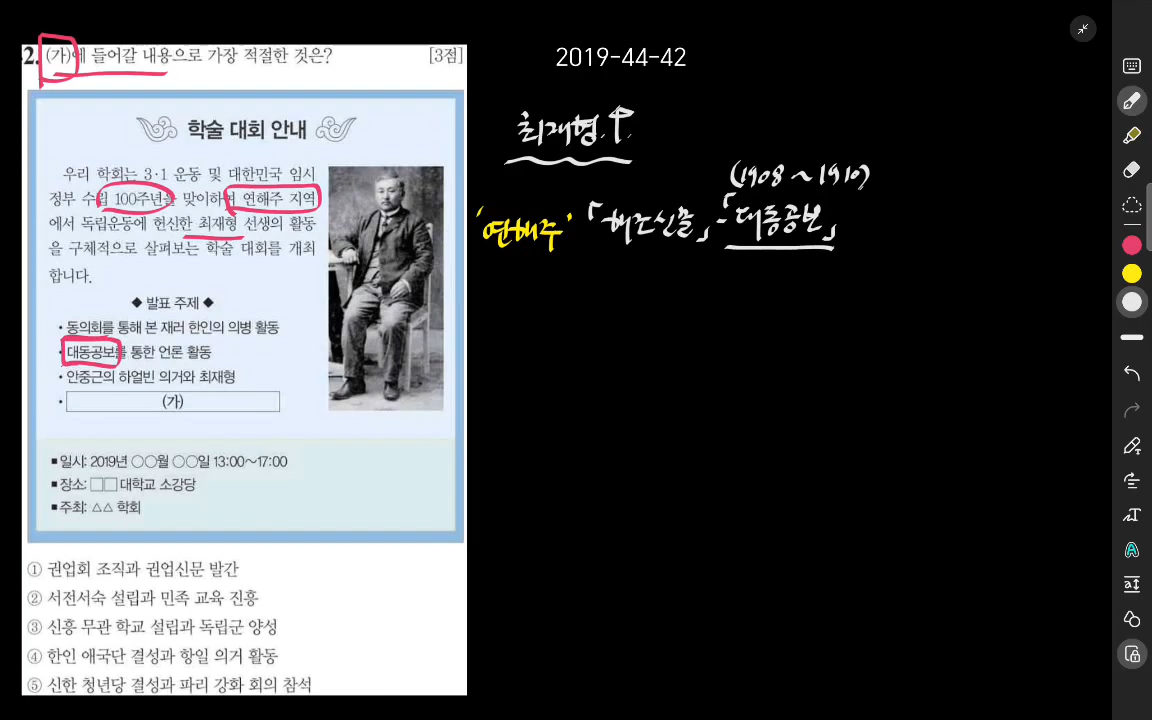 2. (가)에 들어갈 내용으로 가장 적절한 것은? [3점]
학술 대회 안내
우리 학회는 3·1 운동 및 대한민국 임시
정부 수립 100주년을 맞이하여 연해주 지역
에서 독립운동에 헌신한 최재형 선생의 활동
을 구체적으로 살펴보는 학술 대회를 개최
합니다.
◆ 발표 주제 ◆
• 동의회를 통해 본 재러 한인의 의병 활동
• 대동공보를 통한 언론 활동
• 안중근의 하얼빈 의거와 최재형
• (가)
■ 일시: 2019년 ○○월 ○○일 13:00~17:00
■ 장소: □□ 대학교 소강당
■ 주최: △△ 학회
① 권업회 조직과 권업신문 발간
② 서전서숙 설립과 민족 교육 진흥
③ 신흥 무관 학교 설립과 독립군 양성
④ 한인 애국단 결성과 항일 의거 활동
⑤ 신한 청년당 결성과 파리 강화 회의 참석
2019-44-42
최재형
(1908 ~ 1910)
'연해주' 「해조신문」-「대동공보」